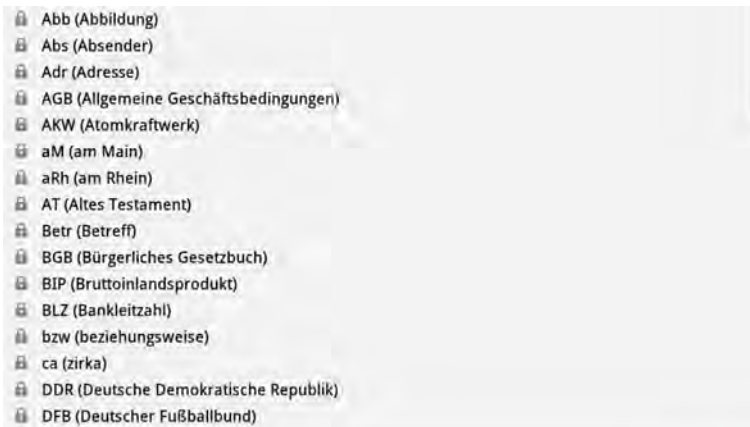 Abb (Abbildung)
Abs (Absender)
Adr (Adresse)
AGB (Allgemeine Geschäftsbedingungen)
AKW (Atomkraftwerk)
aM (am Main)
aRh (am Rhein)
AT (Altes Testament)
Betr (Betreff)
BGB (Bürgerliches Gesetzbuch)
BIP (Bruttoinlandsprodukt)
BLZ (Bankleitzahl)
bzw (beziehungsweise)
ca (zirka)
DDR (Deutsche Demokratische Republik)
DFB (Deutscher Fußballbund)